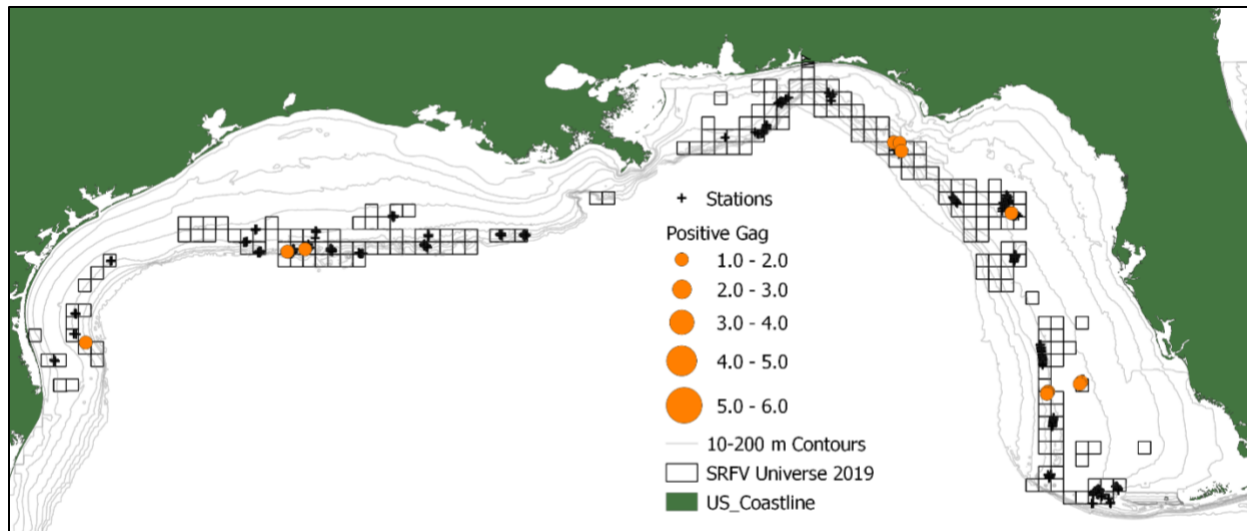 Stations
Positive Gag
1.0 - 2.0
2.0 - 3.0
3.0 - 4.0
4.0 - 5.0
5.0 - 6.0
10-200 m Contours
SRFV Universe 2019
US_Coastline